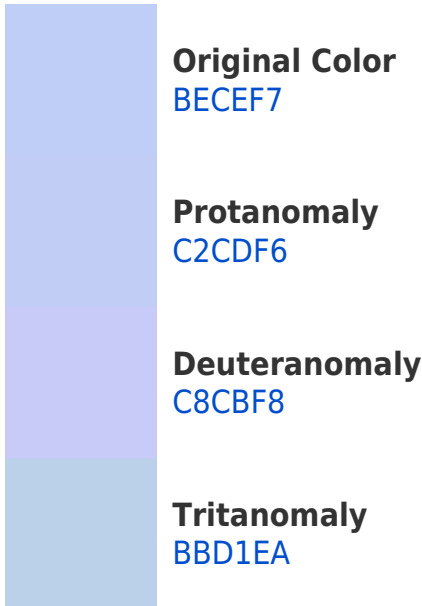 Original Color
BECEF7
Protanomaly
C2CDF6
Deuteranomaly
C8CBF8
Tritanomaly
BBD1EA